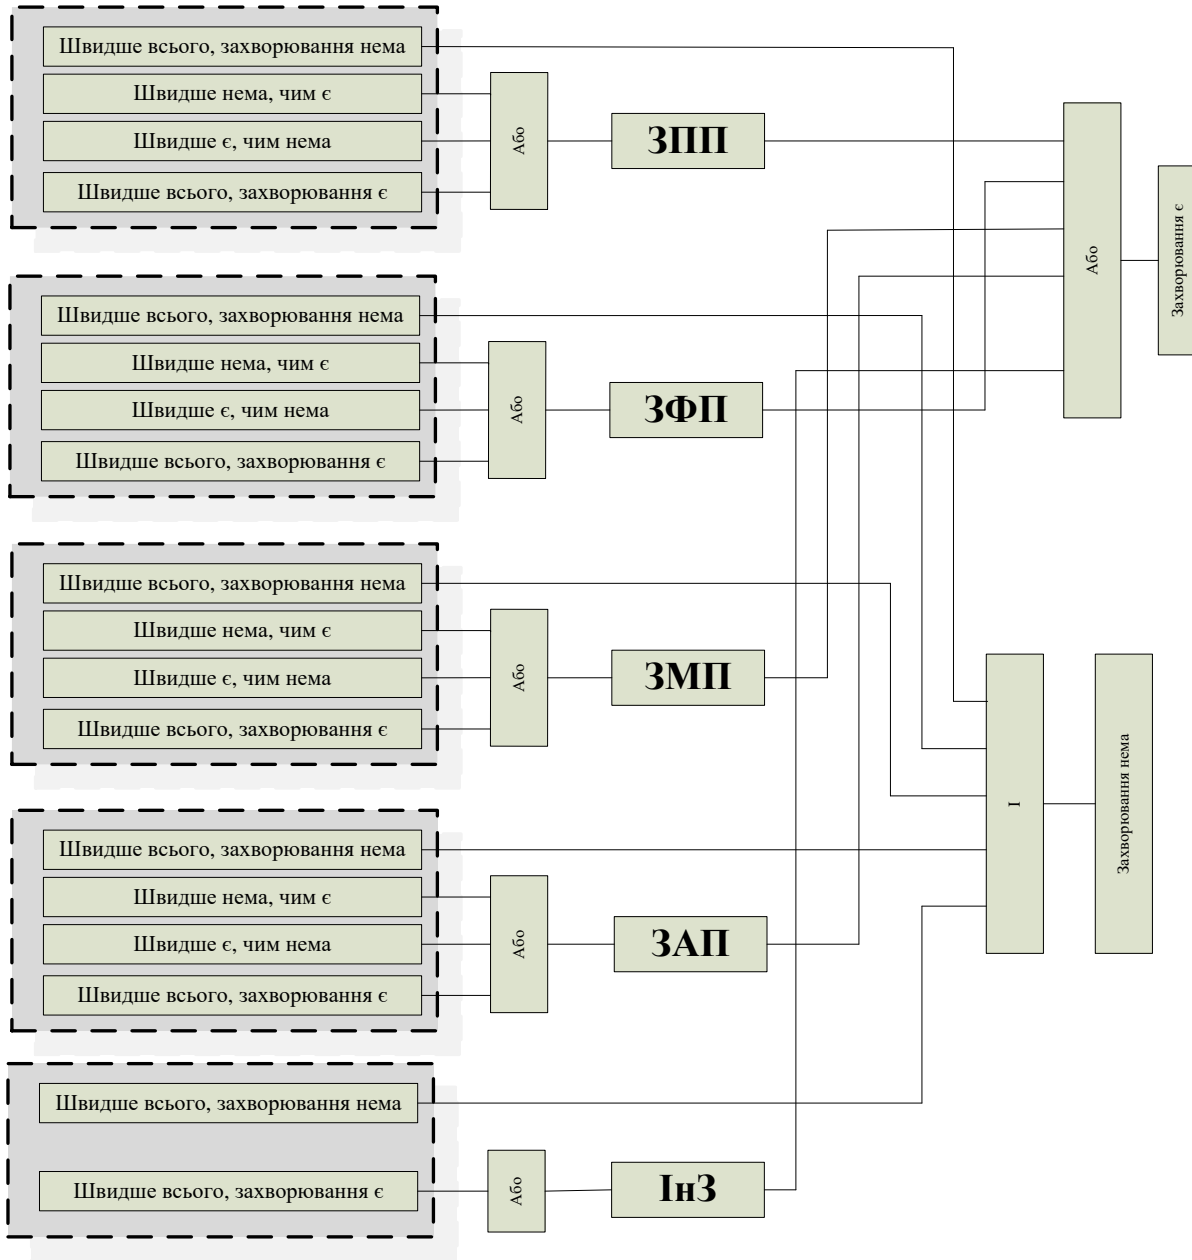 Швидше всього, захворювання нема
Швидше нема, чим є
Швидше є, чим нема
Швидше всього, захворювання є
Або
ЗПП
Швидше всього, захворювання нема
Швидше нема, чим є
Швидше є, чим нема
Швидше всього, захворювання є
Або
ЗФП
Або
Захворювання є
Швидше всього, захворювання нема
Швидше нема, чим є
Швидше є, чим нема
Швидше всього, захворювання є
Або
ЗМП
Швидше всього, захворювання нема
Швидше нема, чим є
Швидше є, чим нема
Швидше всього, захворювання є
Або
ЗАП
І
Захворювання нема
Швидше всього, захворювання нема
Швидше всього, захворювання є
Або
ІнЗ